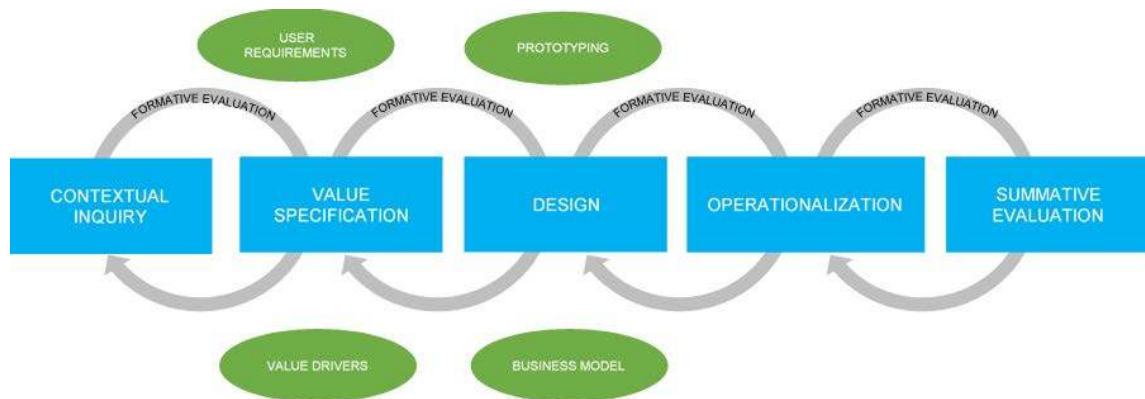 USER
REQUIREMENTS
PROTOTYPING
FORMATIVE EVALUATION
FORMATIVE EVALUATION
FORMATIVE EVALUATION
FORMATIVE EVALUATION
CONTEXTUAL
INQUIRY
VALUE
SPECIFICATION
DESIGN
OPERATIONALIZATION
SUMMATIVE
EVALUATION
VALUE DRIVERS
BUSINESS MODEL